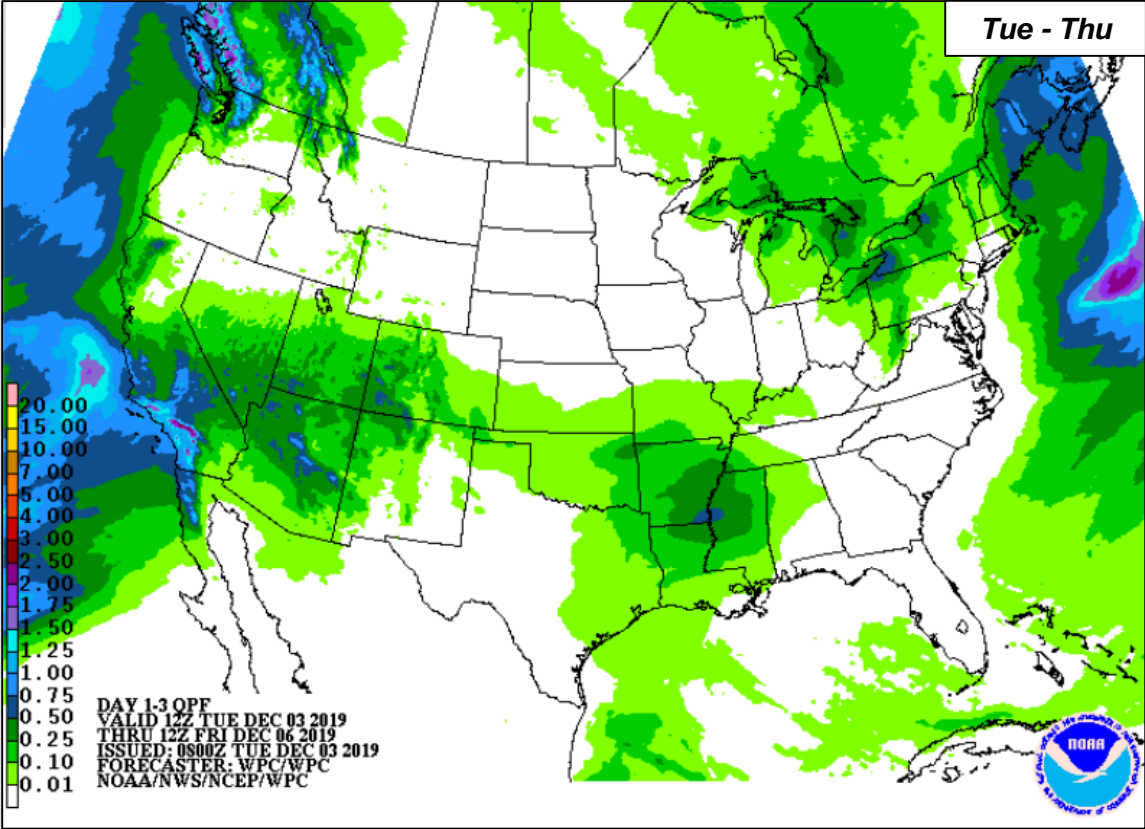 Tue - Thu
20.00
15.00
10.00
7.00
5.00
4.00
3.00
2.50
2.00
1.75
1.50
1.25
1.00
0.75
0.50
0.25
0.10
0.01
DAY 1-3 QPF
VALID 12Z TUE DEC 03 2019
THRU 12Z FRI DEC 06 2019
ISSUED: 0800Z TUE DEC 03 2019
FORECASTER: WPC/WPC
NOAA/NWS/NCEP/WPC
NOAA